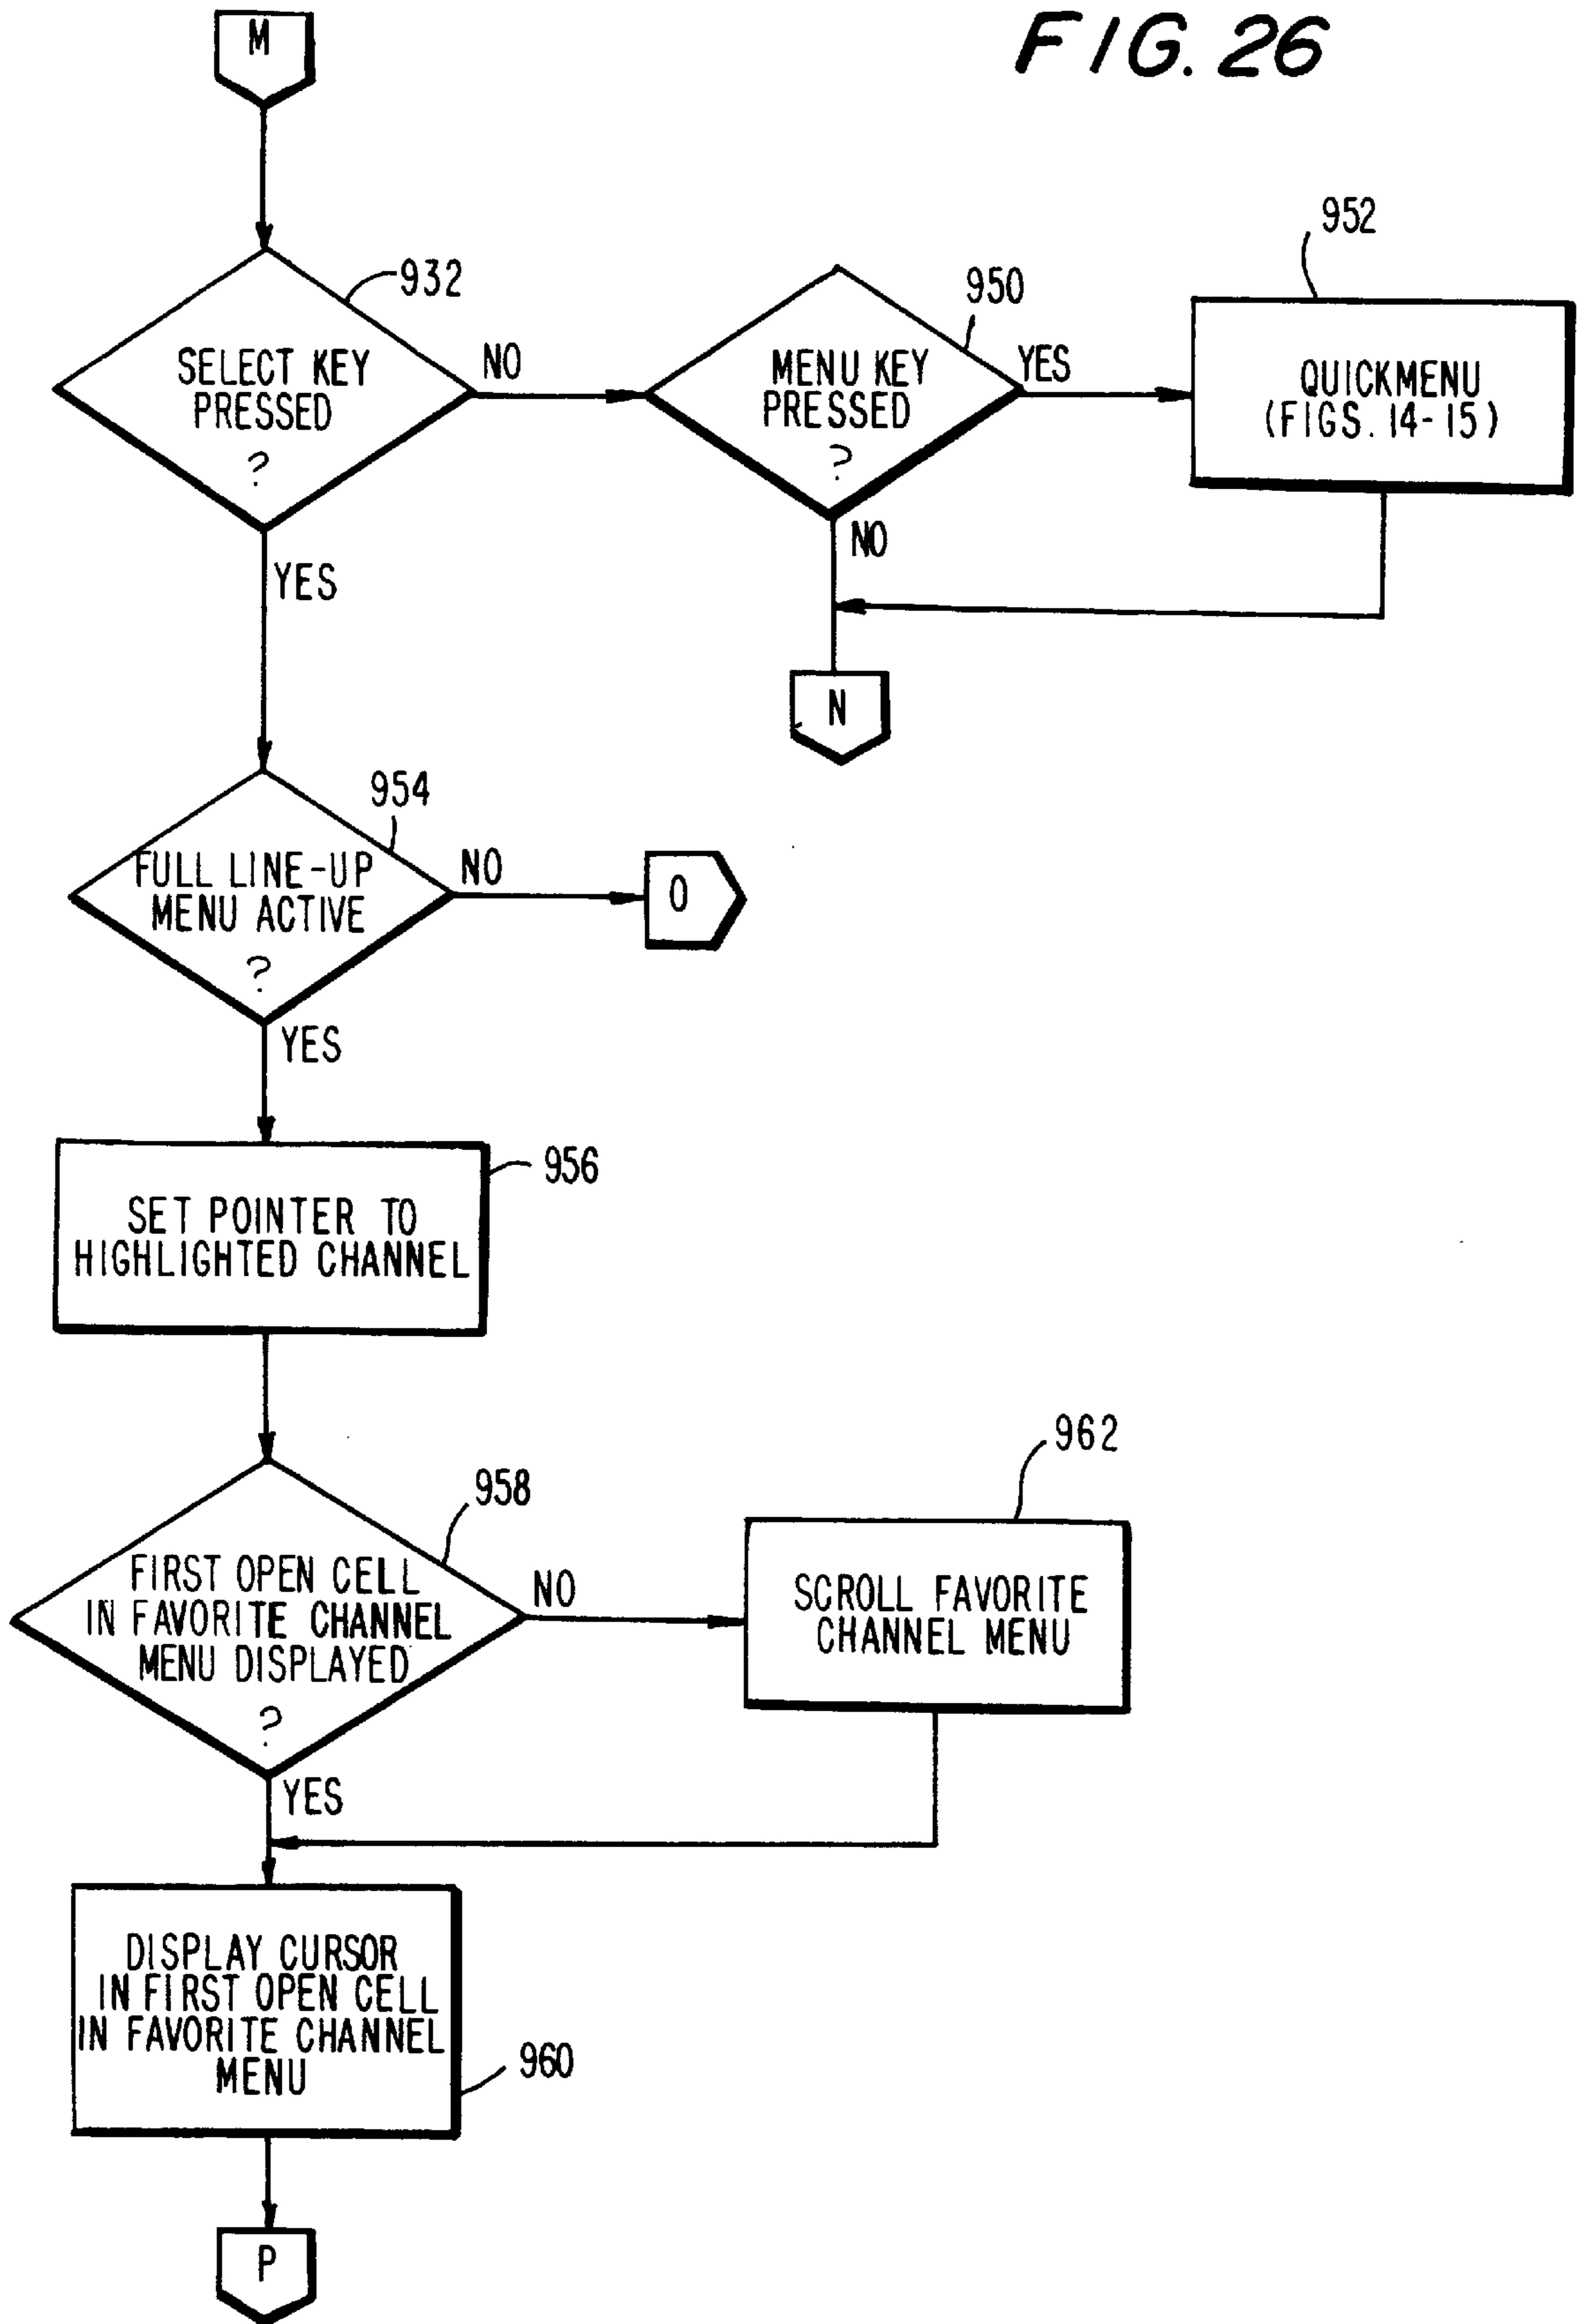 FIG. 26
M
932
SELECT KEY
PRESSED
?
NO
YES
950
MENU KEY
PRESSED
?
YES
NO
952
QUICKMENU
(FIGS. 14-15)
N
954
FULL LINE-UP
MENU ACTIVE
?
NO
O
YES
956
SET POINTER TO
HIGHLIGHTED CHANNEL
958
FIRST OPEN CELL
IN FAVORITE CHANNEL
MENU DISPLAYED
?
NO
962
SCROLL FAVORITE
CHANNEL MENU
YES
DISPLAY CURSOR
IN FIRST OPEN CELL
IN FAVORITE CHANNEL
MENU
960
P